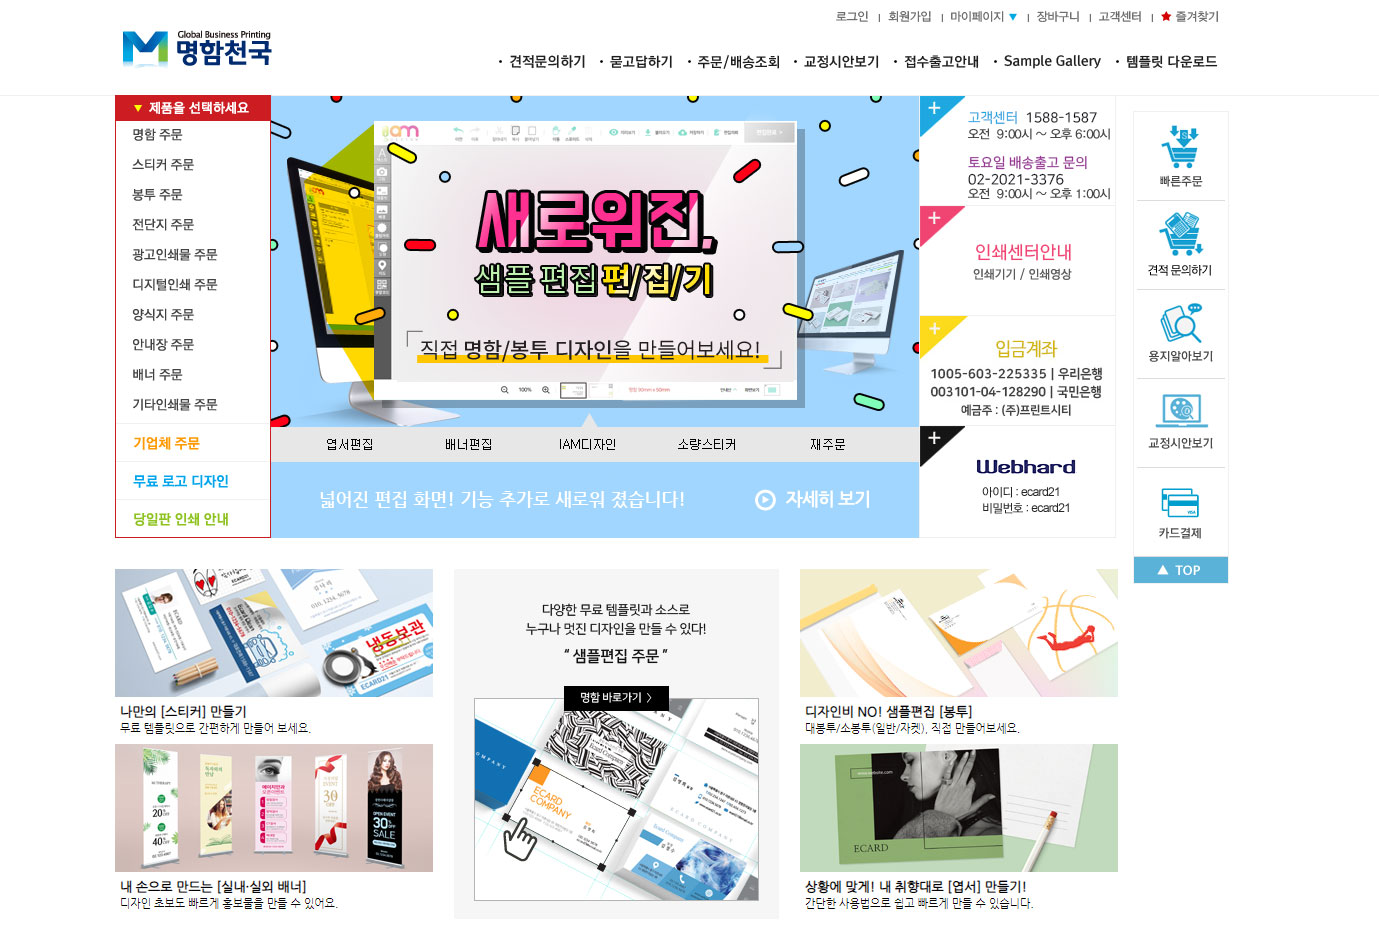 로그인 | 회원가입 | 마이페이지 ▼ | 장바구니 | 고객센터 | ★ 즐겨찾기
Global Business Printing
명함천국
• 견적문의하기 • 묻고답하기 • 주문/배송조회 • 교정시안보기 • 접수출고안내 • Sample Gallery • 템플릿 다운로드
▼ 제품을 선택하세요
명함 주문
스티커 주문
봉투 주문
전단지 주문
광고인쇄물 주문
디지털인쇄 주문
양식지 주문
안내장 주문
배너 주문
기타인쇄물 주문
기업체 주문
무료 로고 디자인
당일판 인쇄 안내
새로워진,
샘플 편집 편/집/기
직접 명함/봉투 디자인을 만들어보세요!
100%
엽서편집 배너편집 IAM디자인 소량스티커 재주문
넓어진 편집 화면! 기능 추가로 새로워 졌습니다!
자세히 보기
고객센터 1588-1587
오전 9:00시 ~ 오후 6:00시
토요일 배송출고 문의
02-2021-3376
오전 9:00시 ~ 오후 1:00시
인쇄센터안내
인쇄기기 / 인쇄영상
입금계좌
1005-603-225335 | 우리은행
003101-04-128290 | 국민은행
예금주 : (주)프린트시티
Webhard
아이디 : ecard21
비밀번호 : ecard21
빠른주문
견적 문의하기
용지알아보기
교정시안보기
카드결제
▲ TOP
냉동보관
ECARD21
나만의 [스티커] 만들기
무료 템플릿으로 간편하게 만들어 보세요.
20%
40%
30
OPEN EVENT
30%
SALE
내 손으로 만드는 [실내·실외 배너]
디자인 초보도 빠르게 홍보물을 만들 수 있어요.
다양한 무료 템플릿과 소스로
누구나 멋진 디자인을 만들 수 있다!
“ 샘플편집 주문 ”
명함 바로가기 〉
ECARD
COMPANY
디자인비 NO! 샘플편집 [봉투]
대봉투/소봉투(일반/자켓), 직접 만들어보세요.
ECARD
상황에 맞게! 내 취향대로 [엽서] 만들기!
간단한 사용법으로 쉽고 빠르게 만들 수 있습니다.